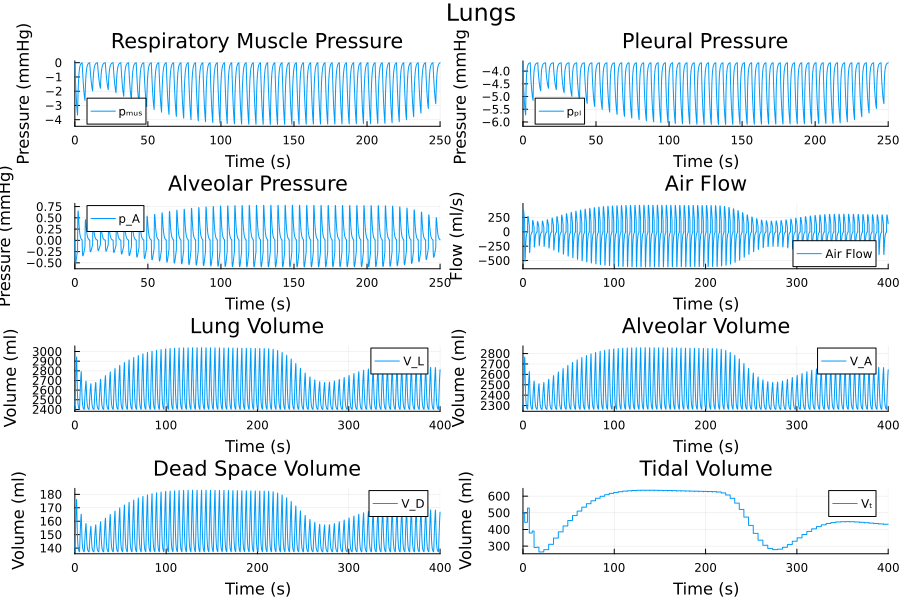 Lungs
Respiratory Muscle Pressure
Pressure (mmHg)
0
−1
−2
−3
−4
pₘᵤₛ
0 50 100 150 200 250
Time (s)
Pleural Pressure
Pressure (mmHg)
−4.0
−4.5
−5.0
−5.5
−6.0
pₚₗ
0 50 100 150 200 250
Time (s)
Alveolar Pressure
Pressure (mmHg)
0.75
0.50
0.25
0.00
−0.25
−0.50
p_A
0 50 100 150 200 250
Time (s)
Air Flow
Flow (ml/s)
250
0
−250
−500
Air Flow
0 100 200 300 400
Time (s)
Lung Volume
Volume (ml)
3000
2900
2800
2700
2600
2500
2400
V_L
0 100 200 300 400
Time (s)
Alveolar Volume
Volume (ml)
2800
2700
2600
2500
2400
2300
V_A
0 100 200 300 400
Time (s)
Dead Space Volume
Volume (ml)
180
170
160
150
140
V_D
0 100 200 300 400
Time (s)
Tidal Volume
Volume (ml)
600
500
400
300
Vₜ
0 100 200 300 400
Time (s)